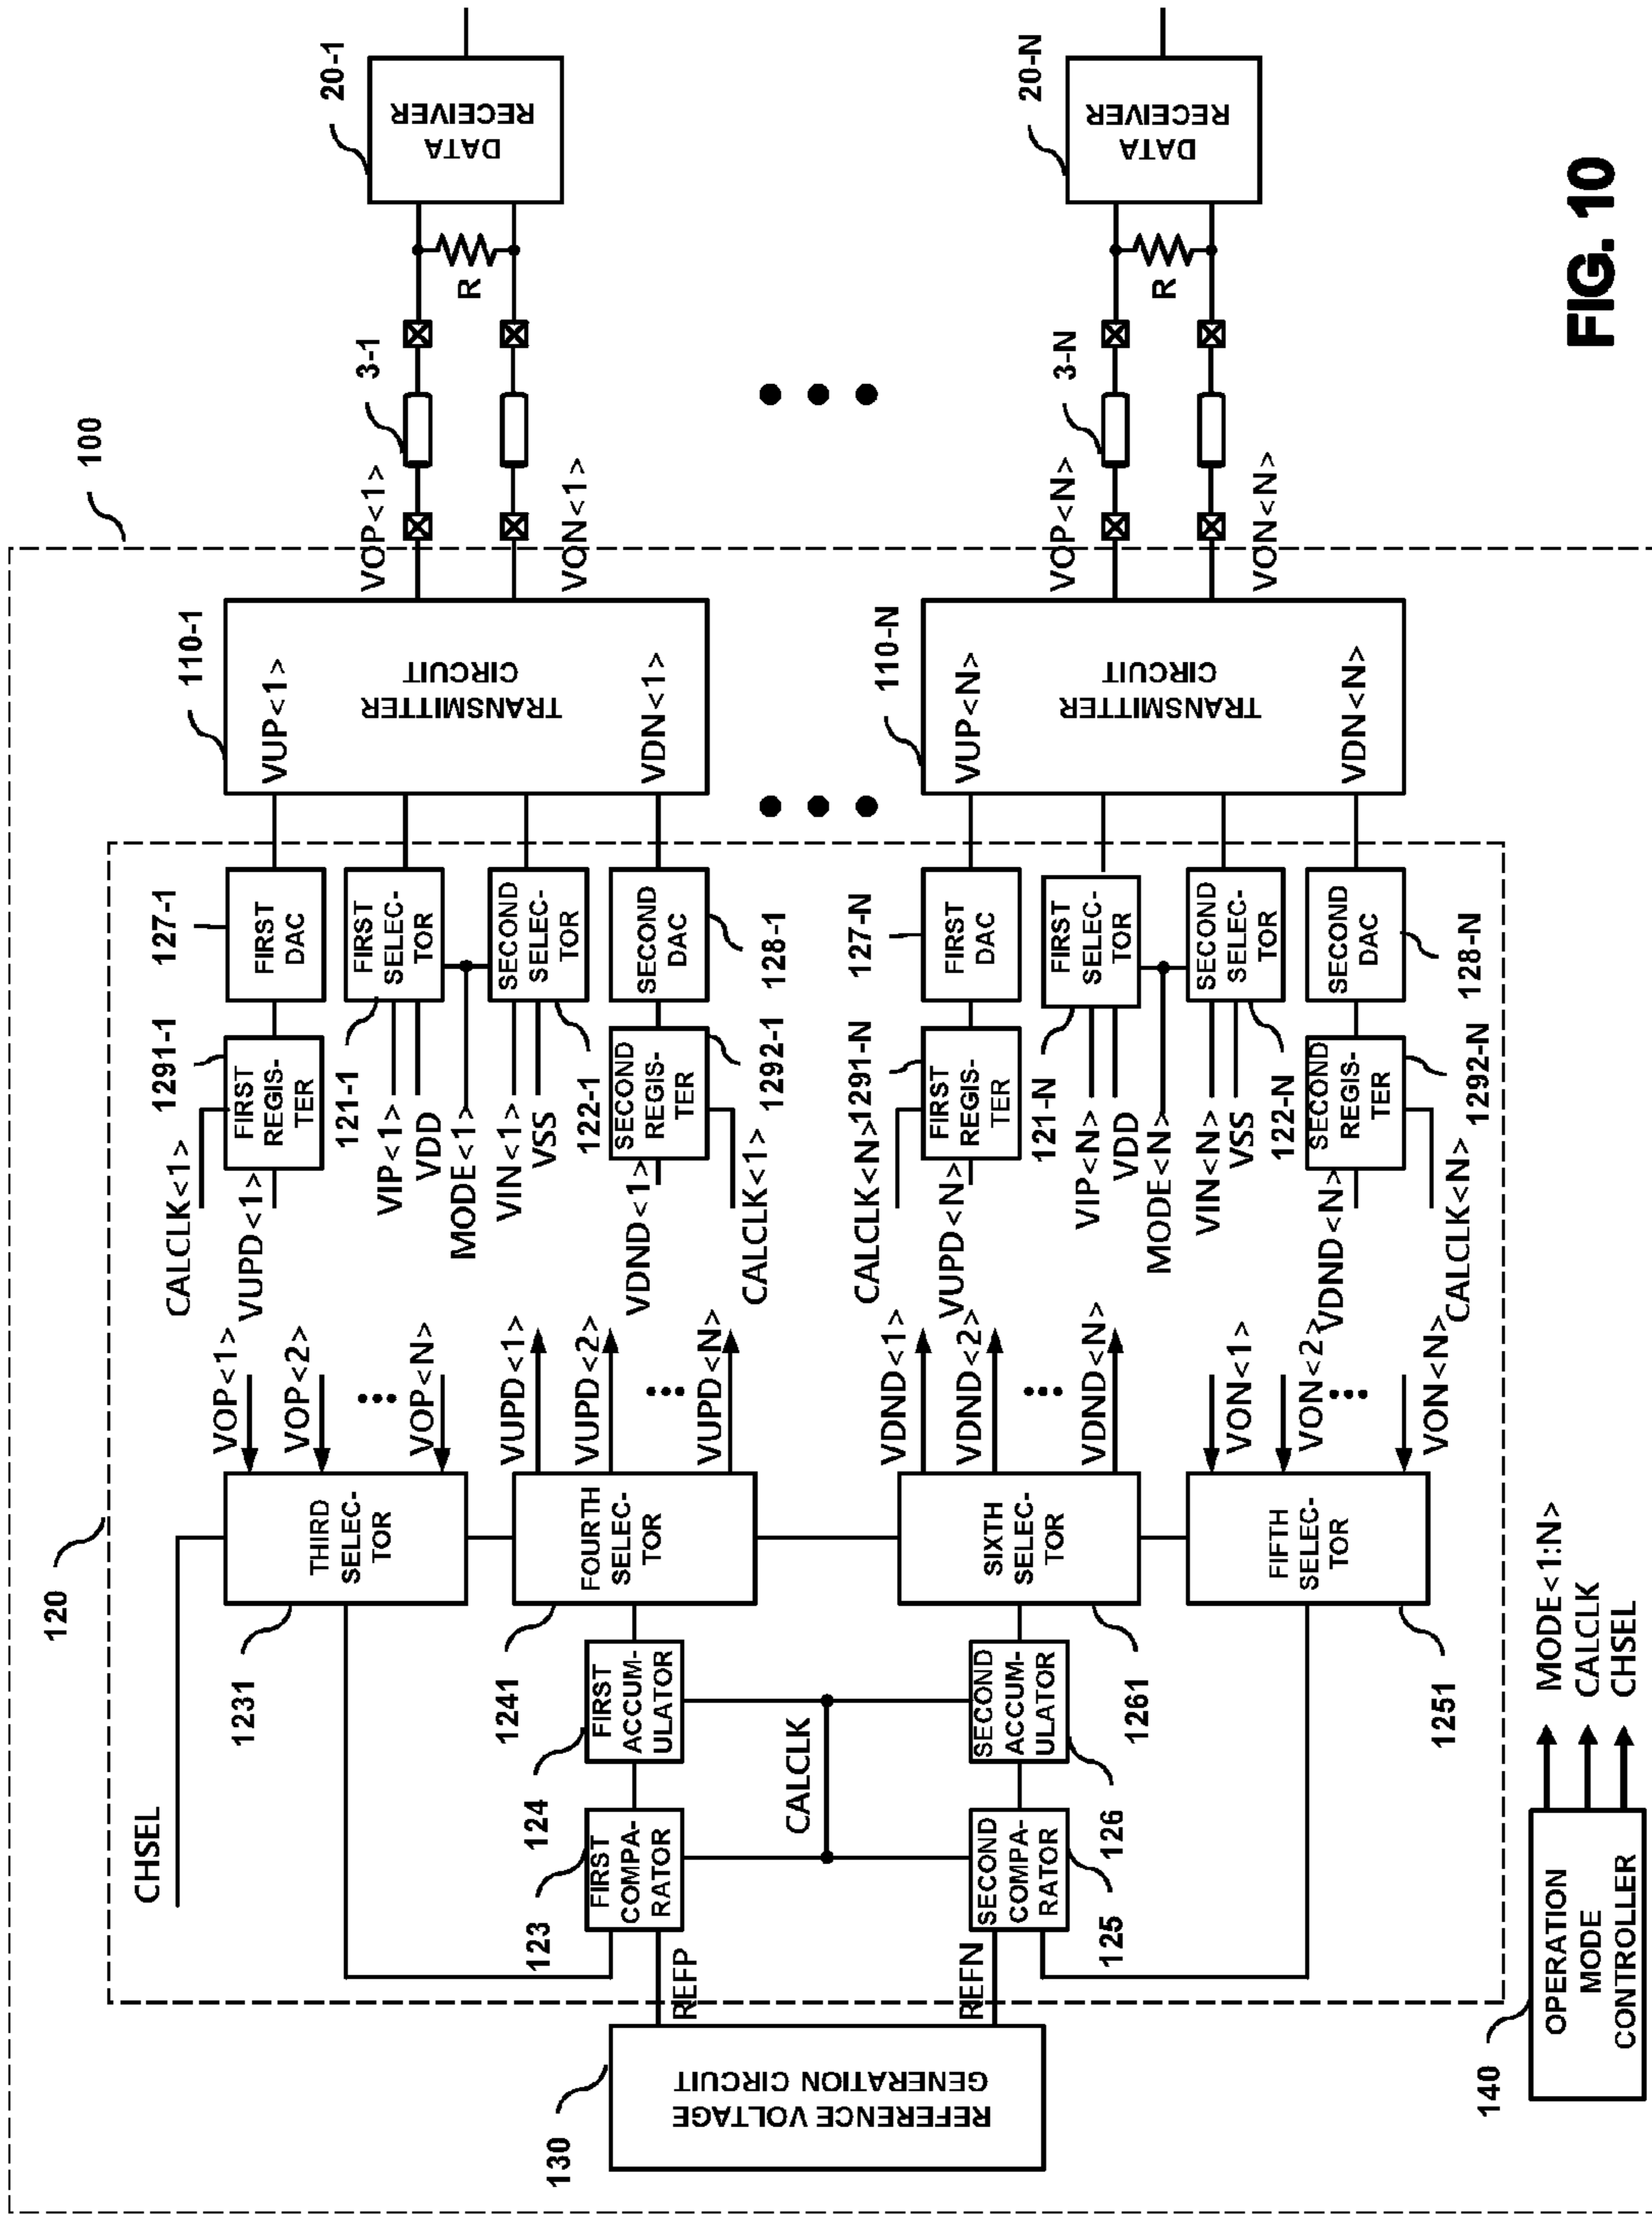 100
120
CHSEL
1231
THIRD
SELEC-
TOR
VOP<1>
VOP<2>
VOP<N>
1241
FOURTH
SELEC-
TOR
VUPD<1>
VUPD<2>
VUPD<N>
123
FIRST
COMPA-
RATOR
124
FIRST
ACCUM-
ULATOR
CALCLK
130
REFERENCE VOLTAGE
GENERATION CIRCUIT
REFP
REFN
125
SECOND
COMPA-
RATOR
126
SECOND
ACCUM-
ULATOR
1261
SIXTH
SELEC-
TOR
VDND<1>
VDND<2>
VDND<N>
1251
FIFTH
SELEC-
TOR
VON<1>
VON<2>
VON<N>
140
OPERATION
MODE
CONTROLLER
MODE<1:N>
CALCLK
CHSEL
CALCLK<1>
VUPD<1>
1291-1
FIRST
REGIS-
TER
127-1
FIRST
DAC
121-1
FIRST
SELEC-
TOR
VIP<1>
VDD
MODE<1>
VIN<1>
VSS
122-1
SECOND
SELEC-
TOR
VDND<1>
CALCLK<1>
1292-1
SECOND
REGIS-
TER
128-1
SECOND
DAC
110-1
VUP<1>
TRANSMITTER
CIRCUIT
VDN<1>
VOP<1>
VON<1>
3-1
R
20-1
DATA
RECEIVER
CALCLK<N>
VUPD<N>
1291-N
FIRST
REGIS-
TER
127-N
FIRST
DAC
121-N
FIRST
SELEC-
TOR
VIP<N>
VDD
MODE<N>
VIN<N>
VSS
122-N
SECOND
SELEC-
TOR
VDND<N>
CALCLK<N>
1292-N
SECOND
REGIS-
TER
128-N
SECOND
DAC
110-N
VUP<N>
TRANSMITTER
CIRCUIT
VDN<N>
VOP<N>
VON<N>
3-N
R
20-N
DATA
RECEIVER
FIG. 10